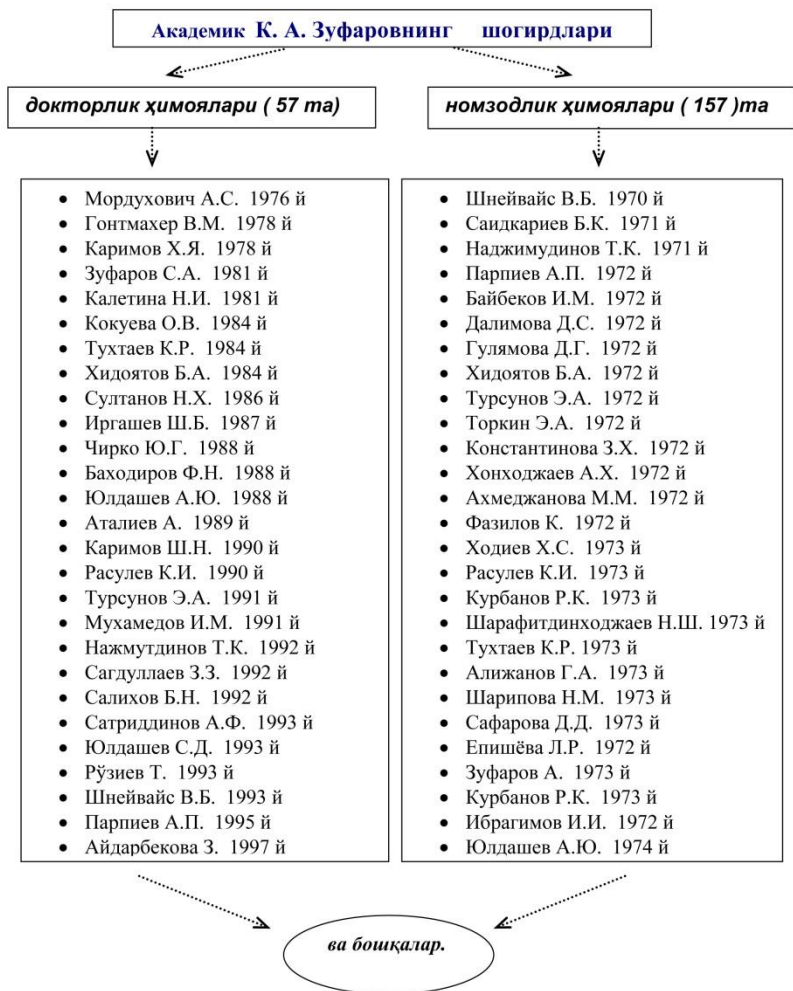 Академик К. А. Зуфаровнинг шогирдлари
докторлик ҳимоялари ( 57 та)
номзодлик ҳимоялари ( 157 )та
• Мордухович А.С. 1976 й
• Гонтмахер В.М. 1978 й
• Каримов Х.Я. 1978 й
• Зуфаров С.А. 1981 й
• Калетина Н.И. 1981 й
• Кокуева О.В. 1984 й
• Тухтаев К.Р. 1984 й
• Хидоятов Б.А. 1984 й
• Султанов Н.Х. 1986 й
• Иргашев Ш.Б. 1987 й
• Чирко Ю.Г. 1988 й
• Баходиров Ф.Н. 1988 й
• Юлдашев А.Ю. 1988 й
• Аталиев А. 1989 й
• Каримов Ш.Н. 1990 й
• Расулев К.И. 1990 й
• Турсунов Э.А. 1991 й
• Мухамедов И.М. 1991 й
• Нажмутдинов Т.К. 1992 й
• Сагдуллаев З.З. 1992 й
• Салихов Б.Н. 1992 й
• Сатриддинов А.Ф. 1993 й
• Юлдашев С.Д. 1993 й
• Рўзиев Т. 1993 й
• Шнейвайс В.Б. 1993 й
• Парпиев А.П. 1995 й
• Айдарбекова З. 1997 й
• Шнейвайс В.Б. 1970 й
• Саидкариев Б.К. 1971 й
• Наджимудинов Т.К. 1971 й
• Парпиев А.П. 1972 й
• Байбеков И.М. 1972 й
• Далимова Д.С. 1972 й
• Гулямова Д.Г. 1972 й
• Хидоятов Б.А. 1972 й
• Турсунов Э.А. 1972 й
• Торкин Э.А. 1972 й
• Константинова З.Х. 1972 й
• Хонходжаев А.Х. 1972 й
• Ахмеджанова М.М. 1972 й
• Фазилов К. 1972 й
• Ходиев Х.С. 1973 й
• Расулев К.И. 1973 й
• Курбанов Р.К. 1973 й
• Шарафитдинходжаев Н.Ш. 1973 й
• Тухтаев К.Р. 1973 й
• Алижанов Г.А. 1973 й
• Шарипова Н.М. 1973 й
• Сафарова Д.Д. 1973 й
• Епишёва Л.Р. 1972 й
• Зуфаров А. 1973 й
• Курбанов Р.К. 1973 й
• Ибрагимов И.И. 1972 й
• Юлдашев А.Ю. 1974 й
ва бошқалар.